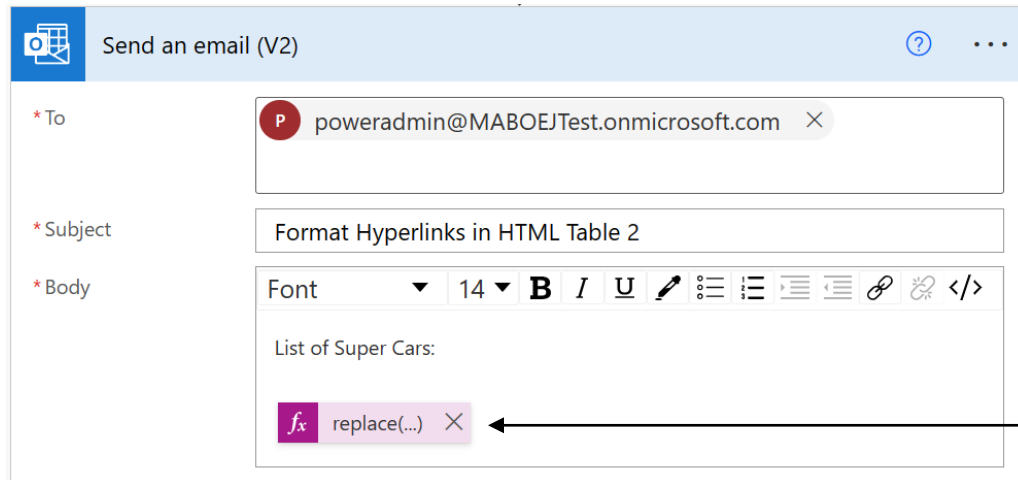 Send an email (V2)
* To
P poweradmin@MABOEJTest.onmicrosoft.com
* Subject
Format Hyperlinks in HTML Table 2
* Body
Font 14 B I U </>
List of Super Cars:
fx replace(...)